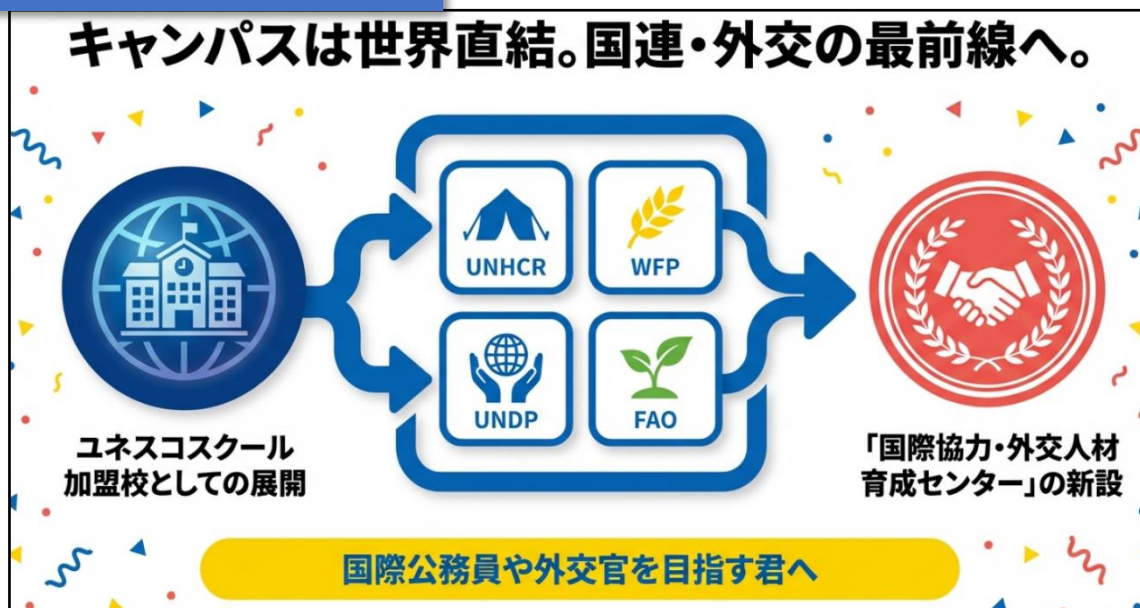 キャンパスは世界直結。国連・外交の最前線へ。
UNHCR
WFP
UNDP
FAO
ユネスコスクール
加盟校としての展開
「国際協力・外交人材
育成センター」の新設
国際公務員や外交官を目指す君へ